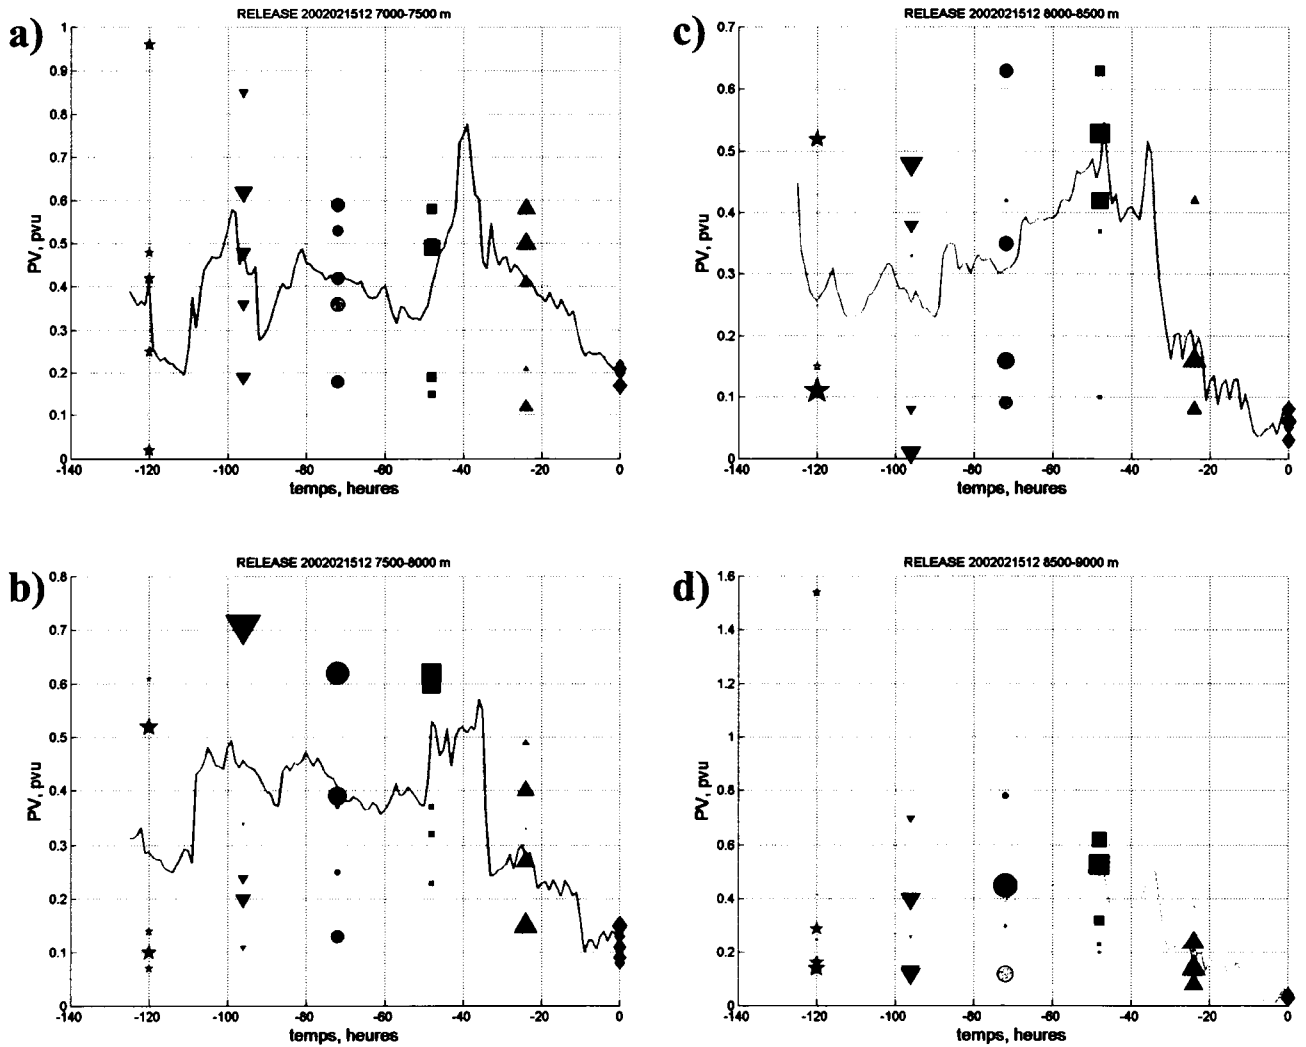 a)
RELEASE 2002021512 7000-7500 m
PV, pvu
1
0.9
0.8
0.7
0.6
0.5
0.4
0.3
0.2
0.1
0
-140 -120 -100 -80 -60 -40 -20 0
temps, heures
c)
RELEASE 2002021512 8000-8500 m
PV, pvu
0.7
0.6
0.5
0.4
0.3
0.2
0.1
0
-140 -120 -100 -80 -60 -40 -20 0
temps, heures
b)
RELEASE 2002021512 7500-8000 m
PV, pvu
0.8
0.7
0.6
0.5
0.4
0.3
0.2
0.1
0
-140 -120 -100 -80 -60 -40 -20 0
temps, heures
d)
RELEASE 2002021512 8500-9000 m
PV, pvu
1.6
1.4
1.2
1
0.8
0.6
0.4
0.2
0
-140 -120 -100 -80 -60 -40 -20 0
temps, heures